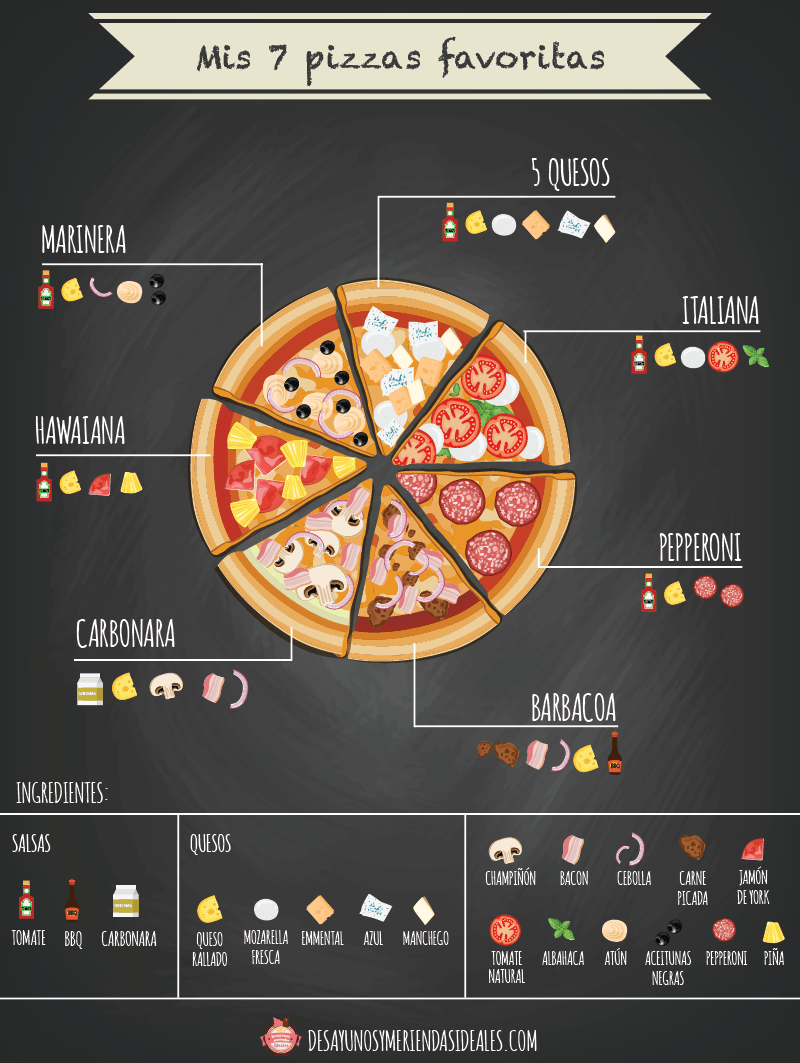 Mis 7 pizzas favoritas
5 QUESOS
MARINERA
ITALIANA
HAWAIANA
PEPPERONI
CARBONARA
BARBACOA
INGREDIENTES:
SALSAS
TOMATE
BBQ
CARBONARA
QUESOS
QUESO
RALLADO
MOZARELLA
FRESCA
EMMENTAL
AZUL
MANCHEGO
CHAMPIÑÓN
BACON
CEBOLLA
CARNE
PICADA
JAMÓN
DE YORK
TOMATE
NATURAL
ALBAHACA
ATÚN
ACEITUNAS
NEGRAS
PEPPERONI
PIÑA
DESAYUNOSYMERIENDASIDEALES.COM